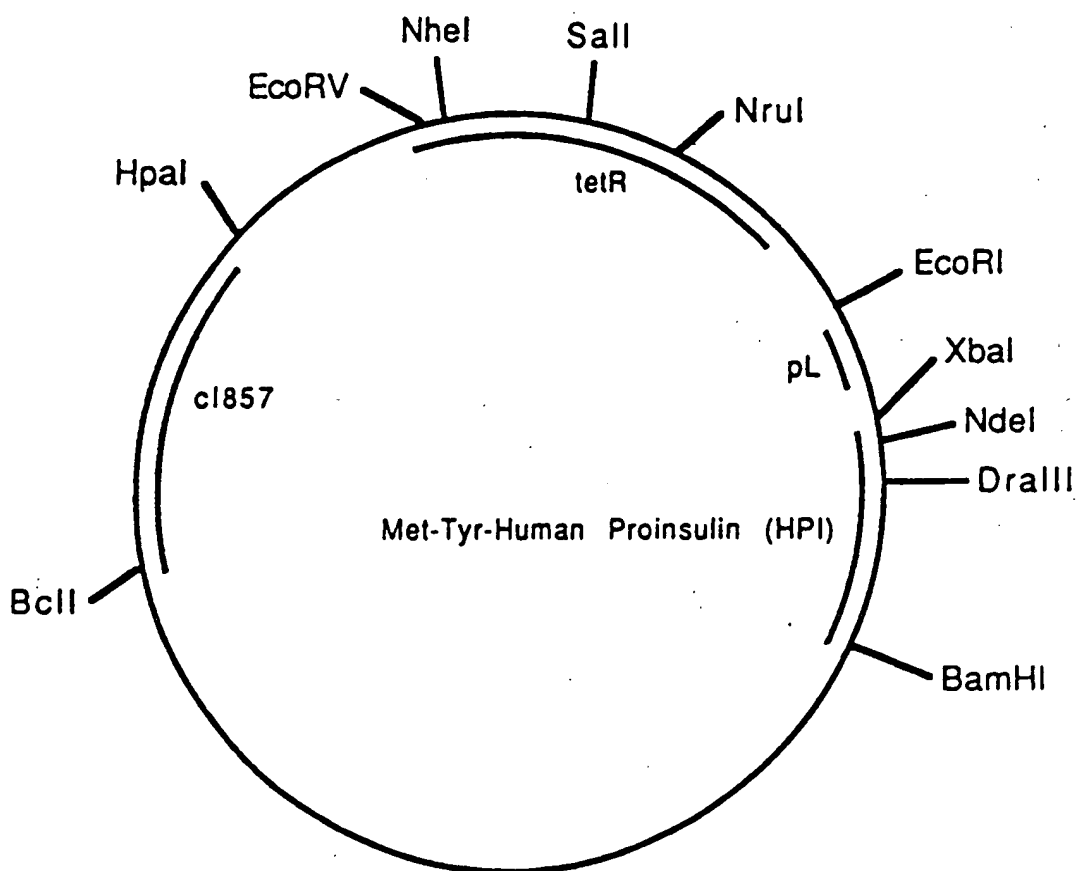 NheI
SalI
EcoRV
NruI
HpaI
tetR
EcoRI
XbaI
pL
cI857
NdeI
DraIII
Met-Tyr-Human Proinsulin (HPI)
BclI
BamHI